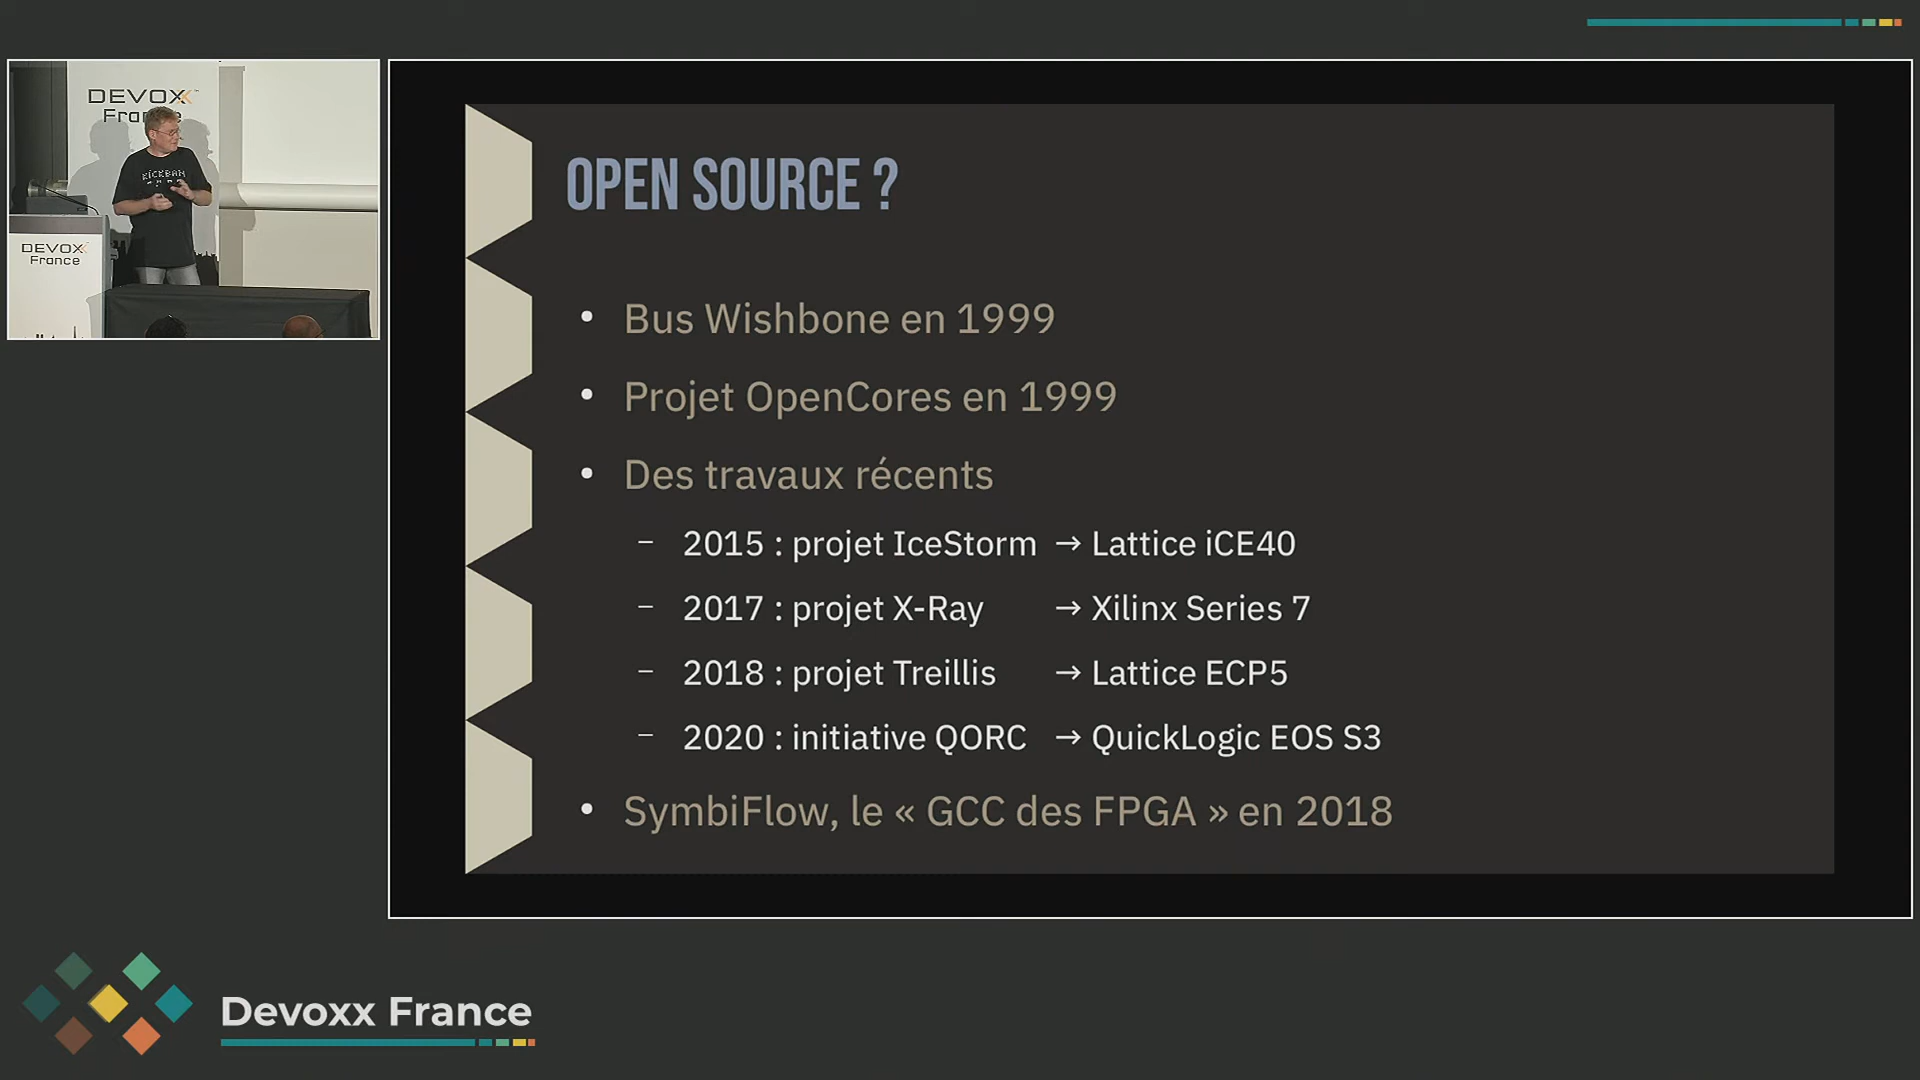 DEVOXX
France
KICKBAN
DEVOXX
France
OPEN SOURCE ?
• Bus Wishbone en 1999
• Projet OpenCores en 1999
• Des travaux récents
– 2015 : projet IceStorm → Lattice iCE40
– 2017 : projet X-Ray → Xilinx Series 7
– 2018 : projet Treillis → Lattice ECP5
– 2020 : initiative QORC → QuickLogic EOS S3
• SymbiFlow, le « GCC des FPGA » en 2018
Devoxx France